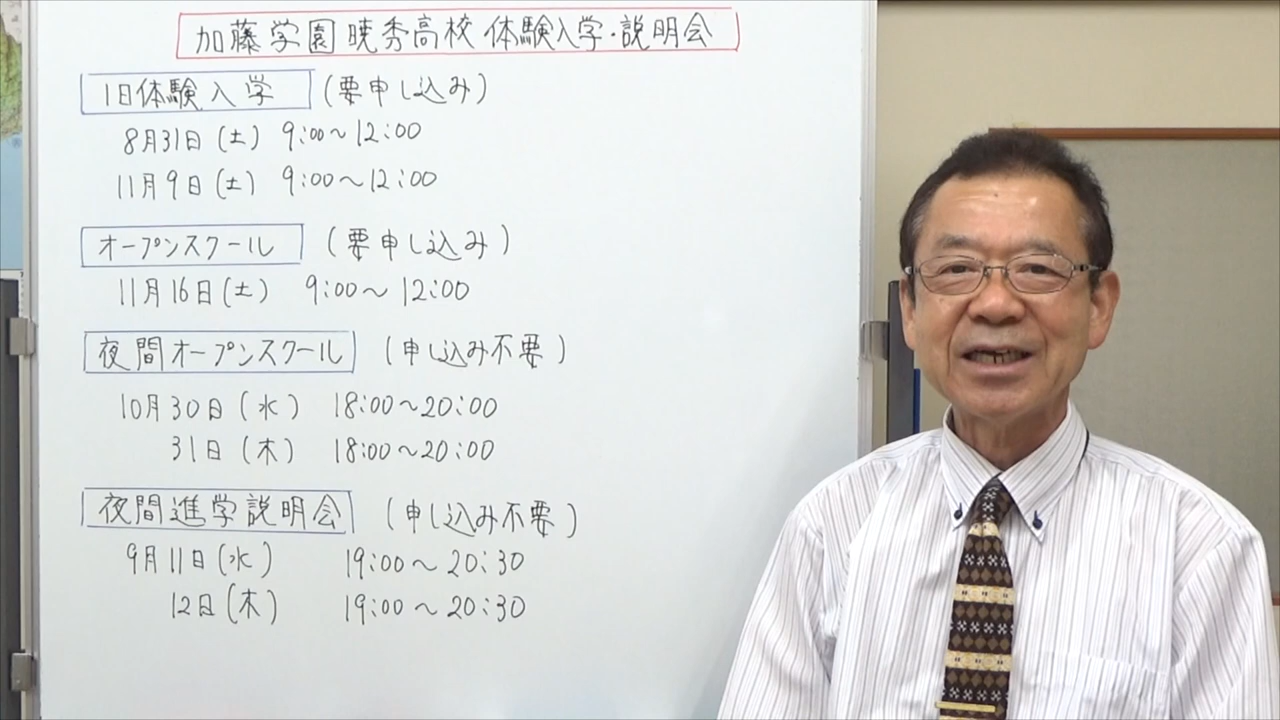 加藤学園暁秀高校 体験入学・説明会
1日体験入学 (要申し込み)
8月31日(土) 9:00～12:00
11月9日(土) 9:00～12:00
オープンスクール (要申し込み)
11月16日(土) 9:00～12:00
夜間オープンスクール (申し込み不要)
10月30日(水) 18:00～20:00
31日(木) 18:00～20:00
夜間進学説明会 (申し込み不要)
9月11日(水) 19:00～20:30
12日(木) 19:00～20:30